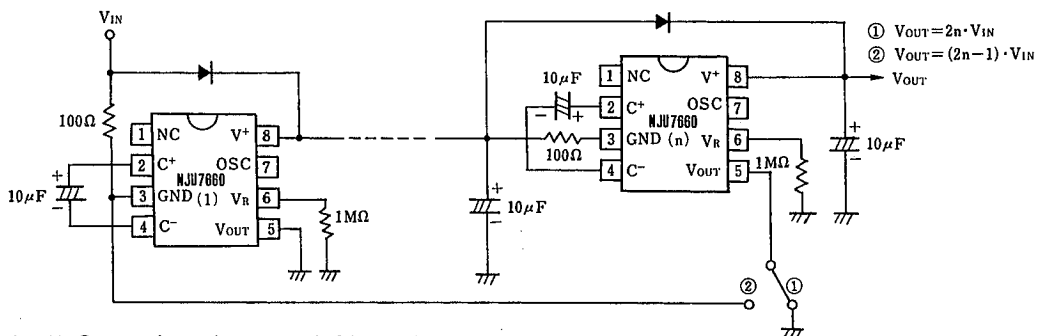 VIN
① VOUT=2n·VIN
② VOUT=(2n−1)·VIN
VOUT
100Ω
1 NC
2 C+
3 GND (1)
4 C−
V+ 8
OSC 7
VR 6
VOUT 5
NJU7660
10μF
1MΩ
10μF
10μF
1 NC
2 C+
3 GND (n)
4 C−
V+ 8
OSC 7
VR 6
VOUT 5
NJU7660
100Ω
1MΩ
10μF
② ①